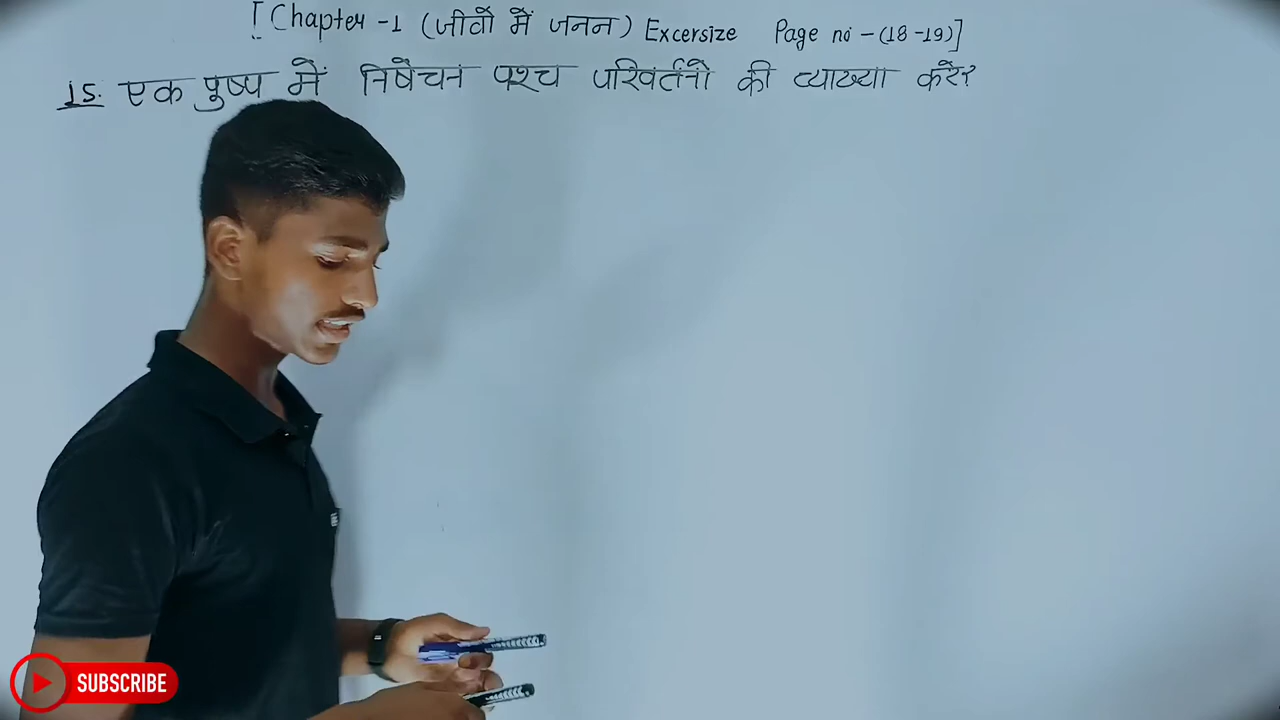 [Chapter -1 (जीवो में जनन) Excersize Page no - (18-19)]
15. एक पुष्प में निषेचन पश्च परिवर्तनो की व्याख्या करे?
SUBSCRIBE